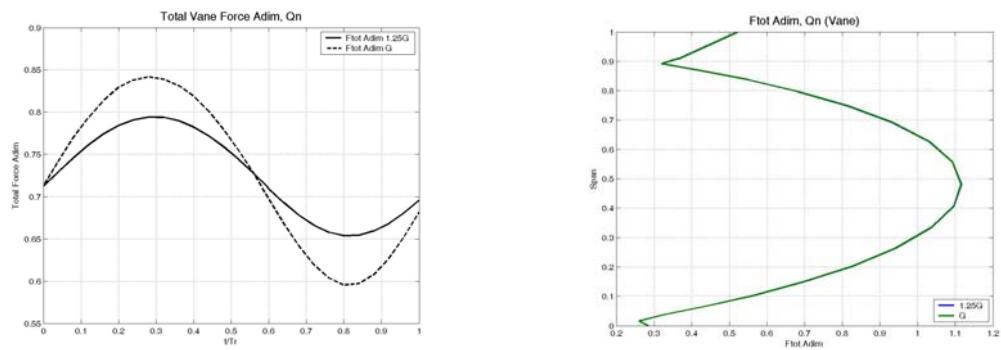 Total Vane Force Adim, Qn
0.9
0.85
0.8
0.75
0.7
0.65
0.6
0.55
Total Force Adim
Ftot Adim 1.25G
Ftot Adim G
0 0.1 0.2 0.3 0.4 0.5 0.6 0.7 0.8 0.9 1
t/Tr
Ftot Adim, Qn (Vane)
1
0.9
0.8
0.7
0.6
0.5
0.4
0.3
0.2
0.1
0
Span
1.25G
G
0.2 0.3 0.4 0.5 0.6 0.7 0.8 0.9 1 1.1 1.2
Ftot Adim